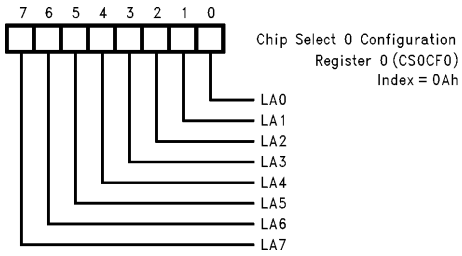 7 6 5 4 3 2 1 0
Chip Select 0 Configuration
Register 0 (CS0CF0)
Index = 0Ah
LA0
LA1
LA2
LA3
LA4
LA5
LA6
LA7